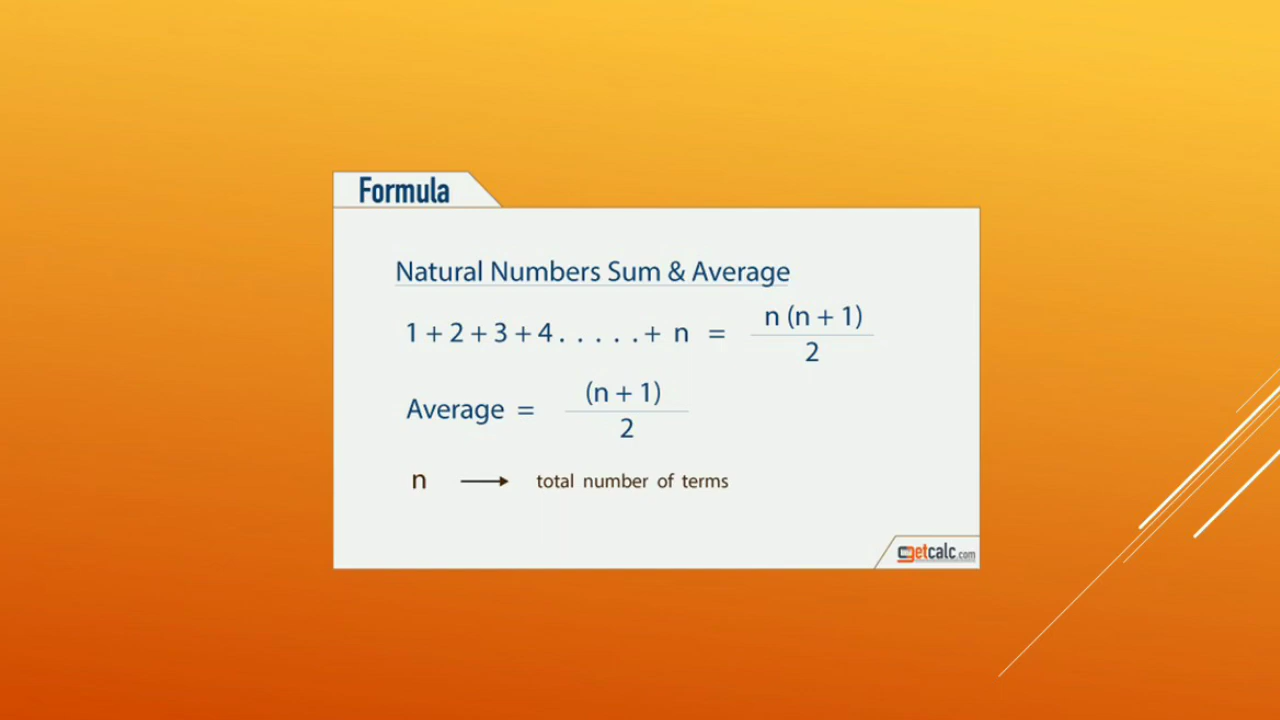 Formula
Natural Numbers Sum & Average
1 + 2 + 3 + 4 . . . . . + n = n (n + 1) / 2
Average = (n + 1) / 2
n ⟶ total number of terms
getcalc.com